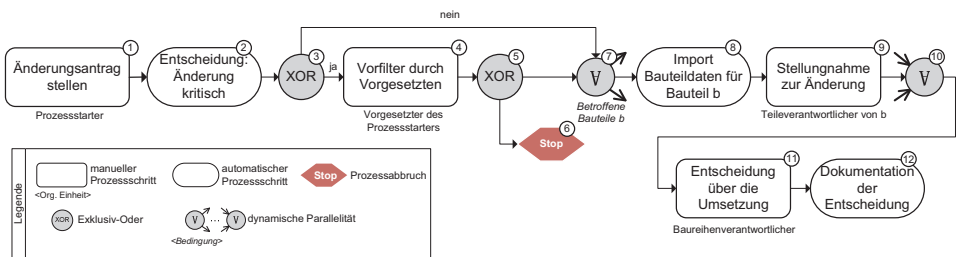 nein
1
Änderungsantrag
stellen
Prozessstarter
2
Entscheidung:
Änderung
kritisch
3
XOR
ja
4
Vorfilter durch
Vorgesetzten
Vorgesetzter des
Prozessstarters
5
XOR
6
Stop
7
∀
Betroffene
Bauteile b
8
Import
Bauteildaten für
Bauteil b
9
Stellungnahme
zur Änderung
Teileverantwortlicher von b
10
∀
11
Entscheidung
über die
Umsetzung
Baureihenverantwortlicher
12
Dokumentation
der
Entscheidung
Legende
manueller
Prozessschritt
<Org. Einheit>
automatischer
Prozessschritt
Stop
Prozessabbruch
XOR
Exklusiv-Oder
∀ ... ∀
<Bedingung>
dynamische Parallelität